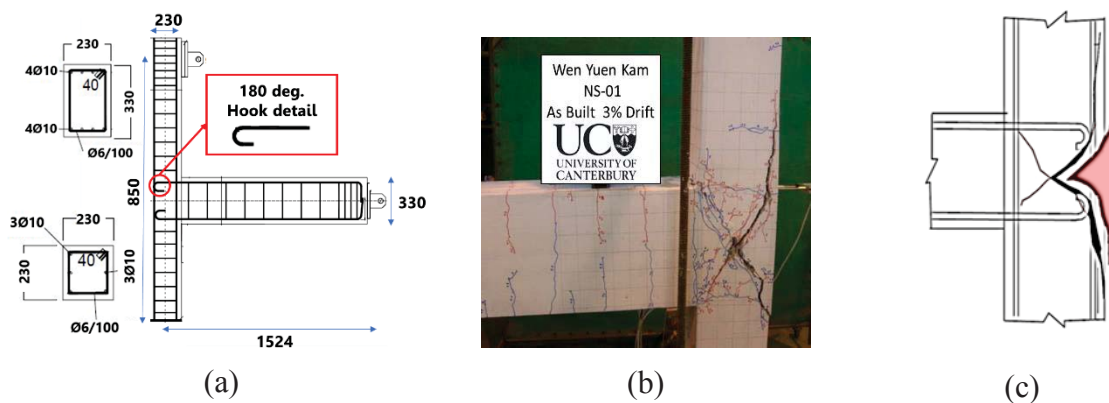 230
230
4Ø10
40
330
4Ø10
Ø6/100
180 deg.
Hook detail
850
330
230
3Ø10
40
230
3Ø10
Ø6/100
1524
Wen Yuen Kam
NS-01
As Built 3% Drift
UC
UNIVERSITY OF
CANTERBURY
(a)
(b)
(c)